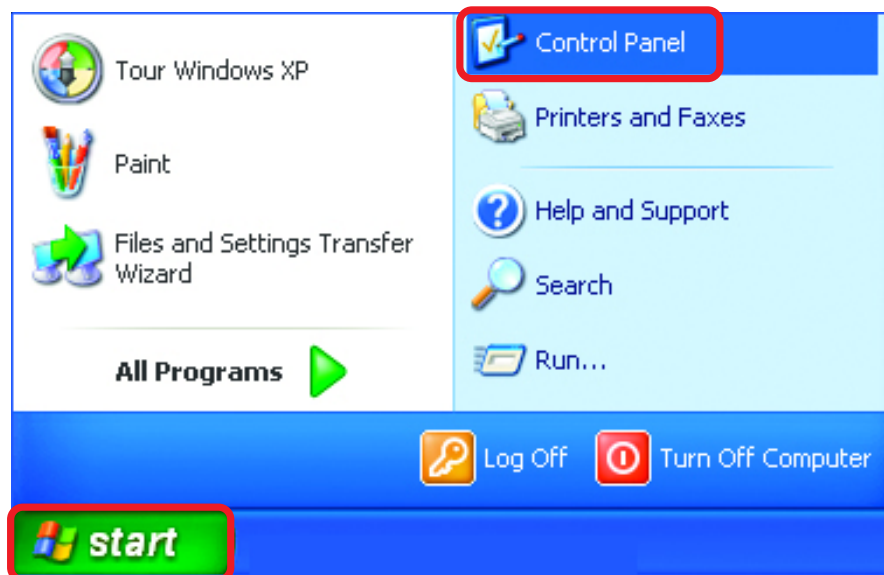 Tour Windows XP
Paint
Files and Settings Transfer
Wizard
All Programs
Control Panel
Printers and Faxes
Help and Support
Search
Run...
Log Off
Turn Off Computer
start